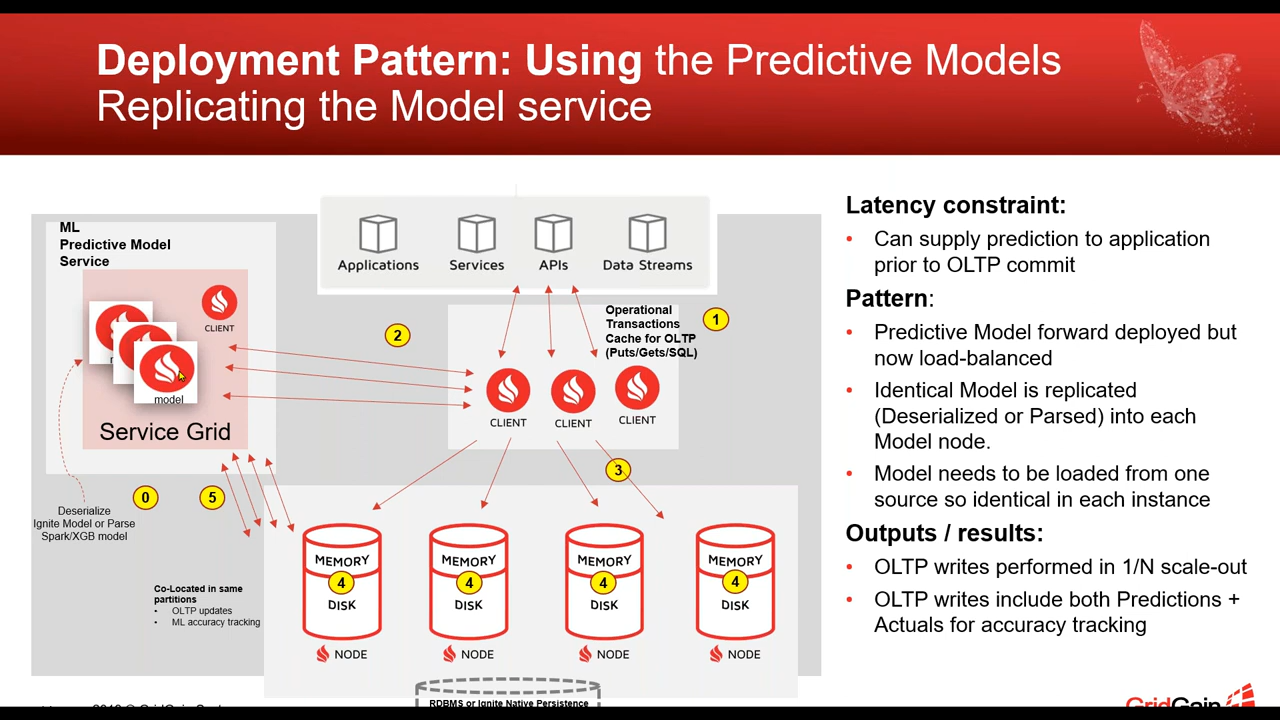 Deployment Pattern: Using the Predictive Models
Replicating the Model service
ML
Predictive Model
Service
CLIENT
model
Service Grid
Applications
Services
APIs
Data Streams
Operational
Transactions
Cache for OLTP
(Puts/Gets/SQL)
1
2
CLIENT
CLIENT
CLIENT
3
0
5
Deserialize
Ignite Model or Parse
Spark/XGB model
Co-Located in same
partitions
• OLTP updates
• ML accuracy tracking
MEMORY
4
DISK
NODE
MEMORY
4
DISK
NODE
MEMORY
4
DISK
NODE
MEMORY
4
DISK
NODE
RDBMS or Ignite Native Persistence
Latency constraint:
• Can supply prediction to application
prior to OLTP commit
Pattern:
• Predictive Model forward deployed but
now load-balanced
• Identical Model is replicated
(Deserialized or Parsed) into each
Model node.
• Model needs to be loaded from one
source so identical in each instance
Outputs / results:
• OLTP writes performed in 1/N scale-out
• OLTP writes include both Predictions +
Actuals for accuracy tracking
GridGain